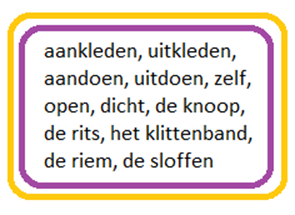 aankleden, uitkleden,
aandoen, uitdoen, zelf,
open, dicht, de knoop,
de rits, het klittenband,
de riem, de sloffen